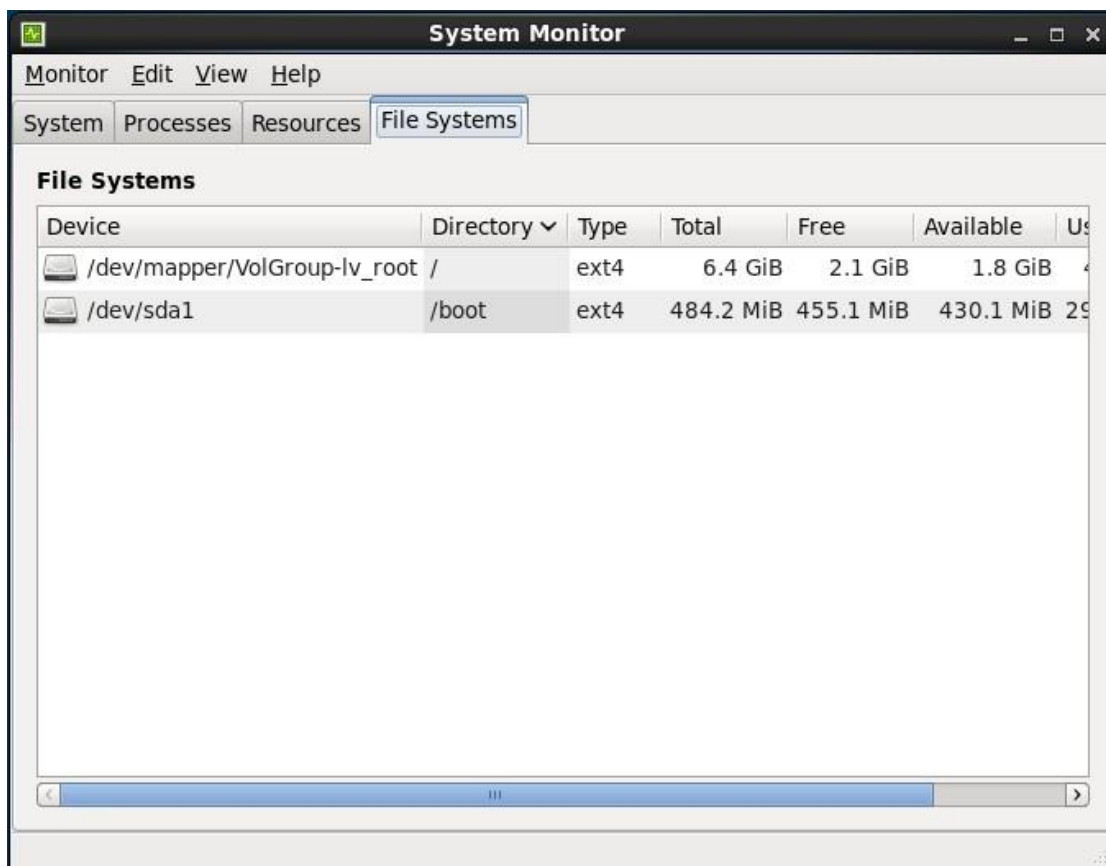 System Monitor
Monitor Edit View Help
System Processes Resources File Systems
File Systems
Device Directory Type Total Free Available
/dev/mapper/VolGroup-lv_root / ext4 6.4 GiB 2.1 GiB 1.8 GiB
/dev/sda1 /boot ext4 484.2 MiB 455.1 MiB 430.1 MiB 29